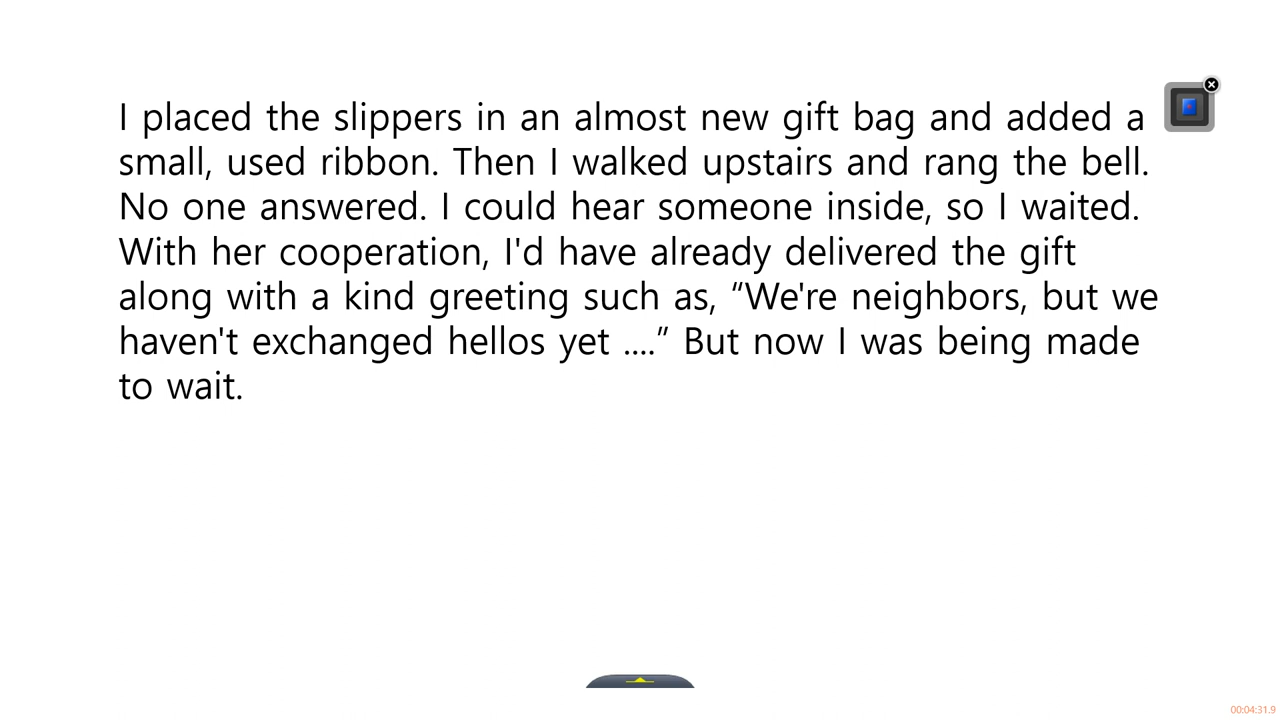 I placed the slippers in an almost new gift bag and added a
small, used ribbon. Then I walked upstairs and rang the bell.
No one answered. I could hear someone inside, so I waited.
With her cooperation, I'd have already delivered the gift
along with a kind greeting such as, “We're neighbors, but we
haven't exchanged hellos yet ....” But now I was being made
to wait.
00:04:31.9